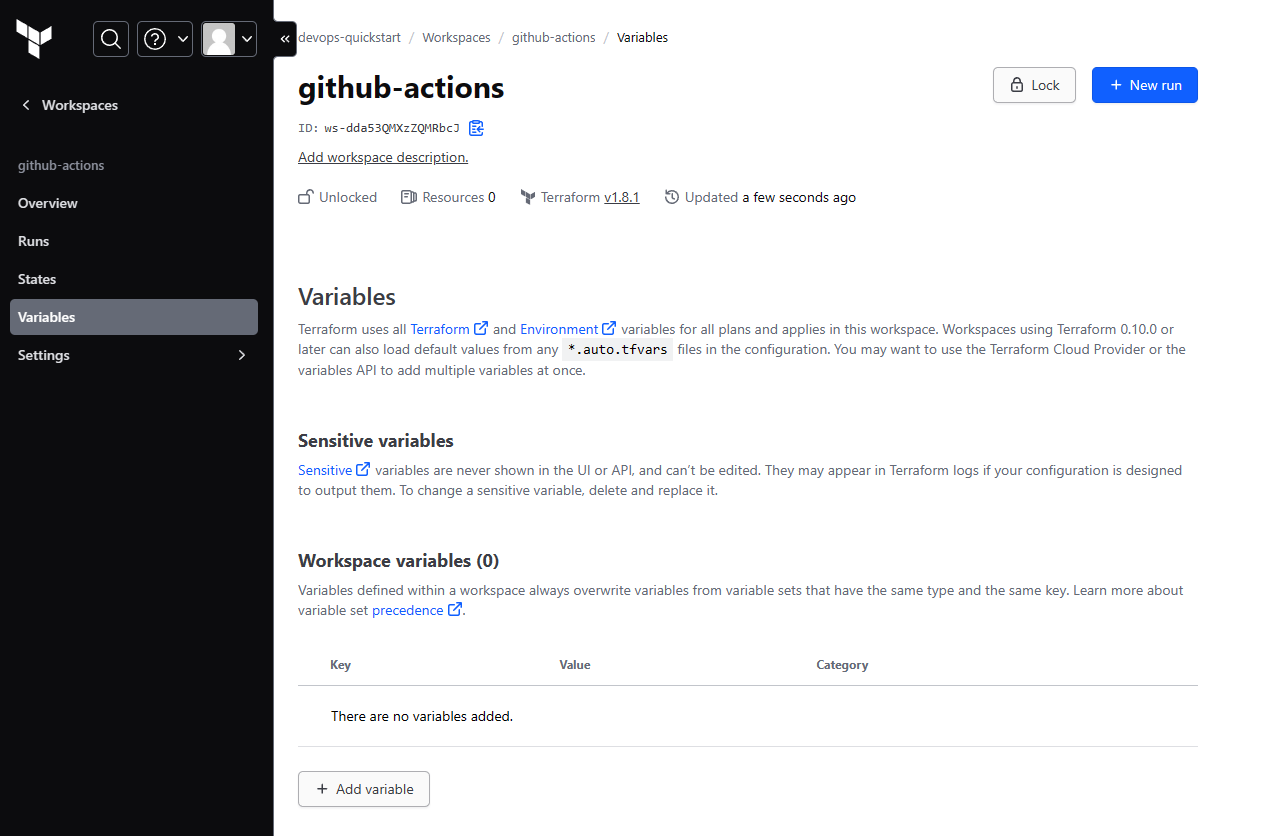 Workspaces
github-actions
Overview
Runs
States
Variables
Settings
devops-quickstart / Workspaces / github-actions / Variables
github-actions
Lock
+ New run
ID: ws-dda53QMXzZQMRbcJ
Add workspace description.
Unlocked Resources 0 Terraform v1.8.1 Updated a few seconds ago
Variables
Terraform uses all Terraform and Environment variables for all plans and applies in this workspace. Workspaces using Terraform 0.10.0 or
later can also load default values from any *.auto.tfvars files in the configuration. You may want to use the Terraform Cloud Provider or the
variables API to add multiple variables at once.
Sensitive variables
Sensitive variables are never shown in the UI or API, and can't be edited. They may appear in Terraform logs if your configuration is designed
to output them. To change a sensitive variable, delete and replace it.
Workspace variables (0)
Variables defined within a workspace always overwrite variables from variable sets that have the same type and the same key. Learn more about
variable set precedence.
Key Value Category
There are no variables added.
+ Add variable